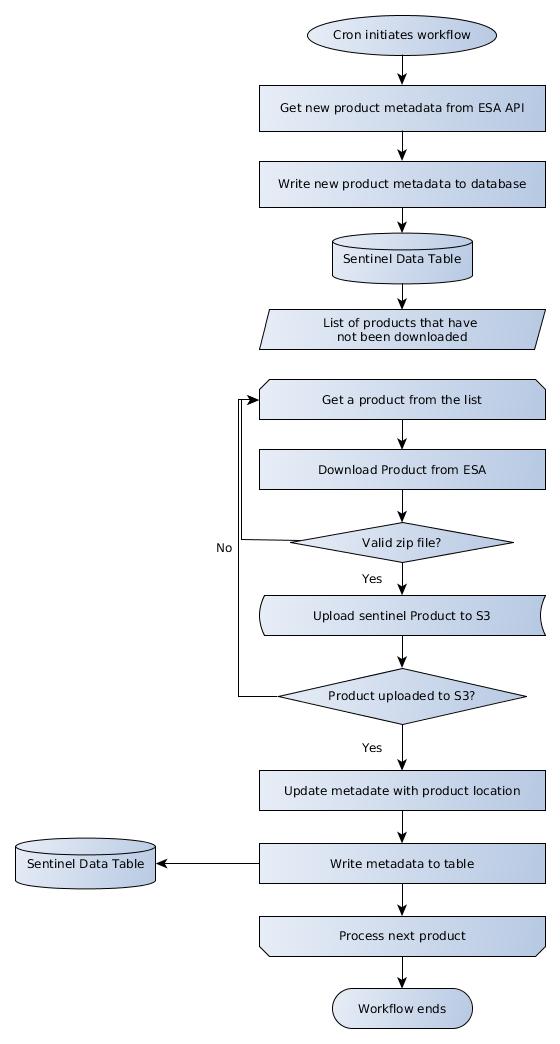 Cron initiates workflow
Get new product metadata from ESA API
Write new product metadata to database
Sentinel Data Table
List of products that have
not been downloaded
Get a product from the list
Download Product from ESA
Valid zip file?
No
Yes
Upload sentinel Product to S3
Product uploaded to S3?
Yes
Update metadate with product location
Sentinel Data Table
Write metadata to table
Process next product
Workflow ends